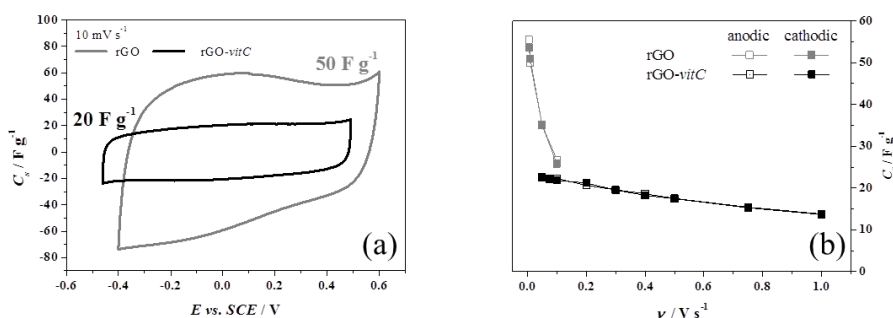 100
80
60
40
20
0
-20
-40
-60
-80
C_s / F g⁻¹
10 mV s⁻¹
rGO rGO-vitC
50 F g⁻¹
20 F g⁻¹
(a)
-0.6 -0.4 -0.2 0.0 0.2 0.4 0.6
E vs. SCE / V
anodic cathodic
rGO
rGO-vitC
60
50
40
30
20
10
0
C / F g⁻¹
(b)
0.0 0.2 0.4 0.6 0.8 1.0
ν / V s⁻¹